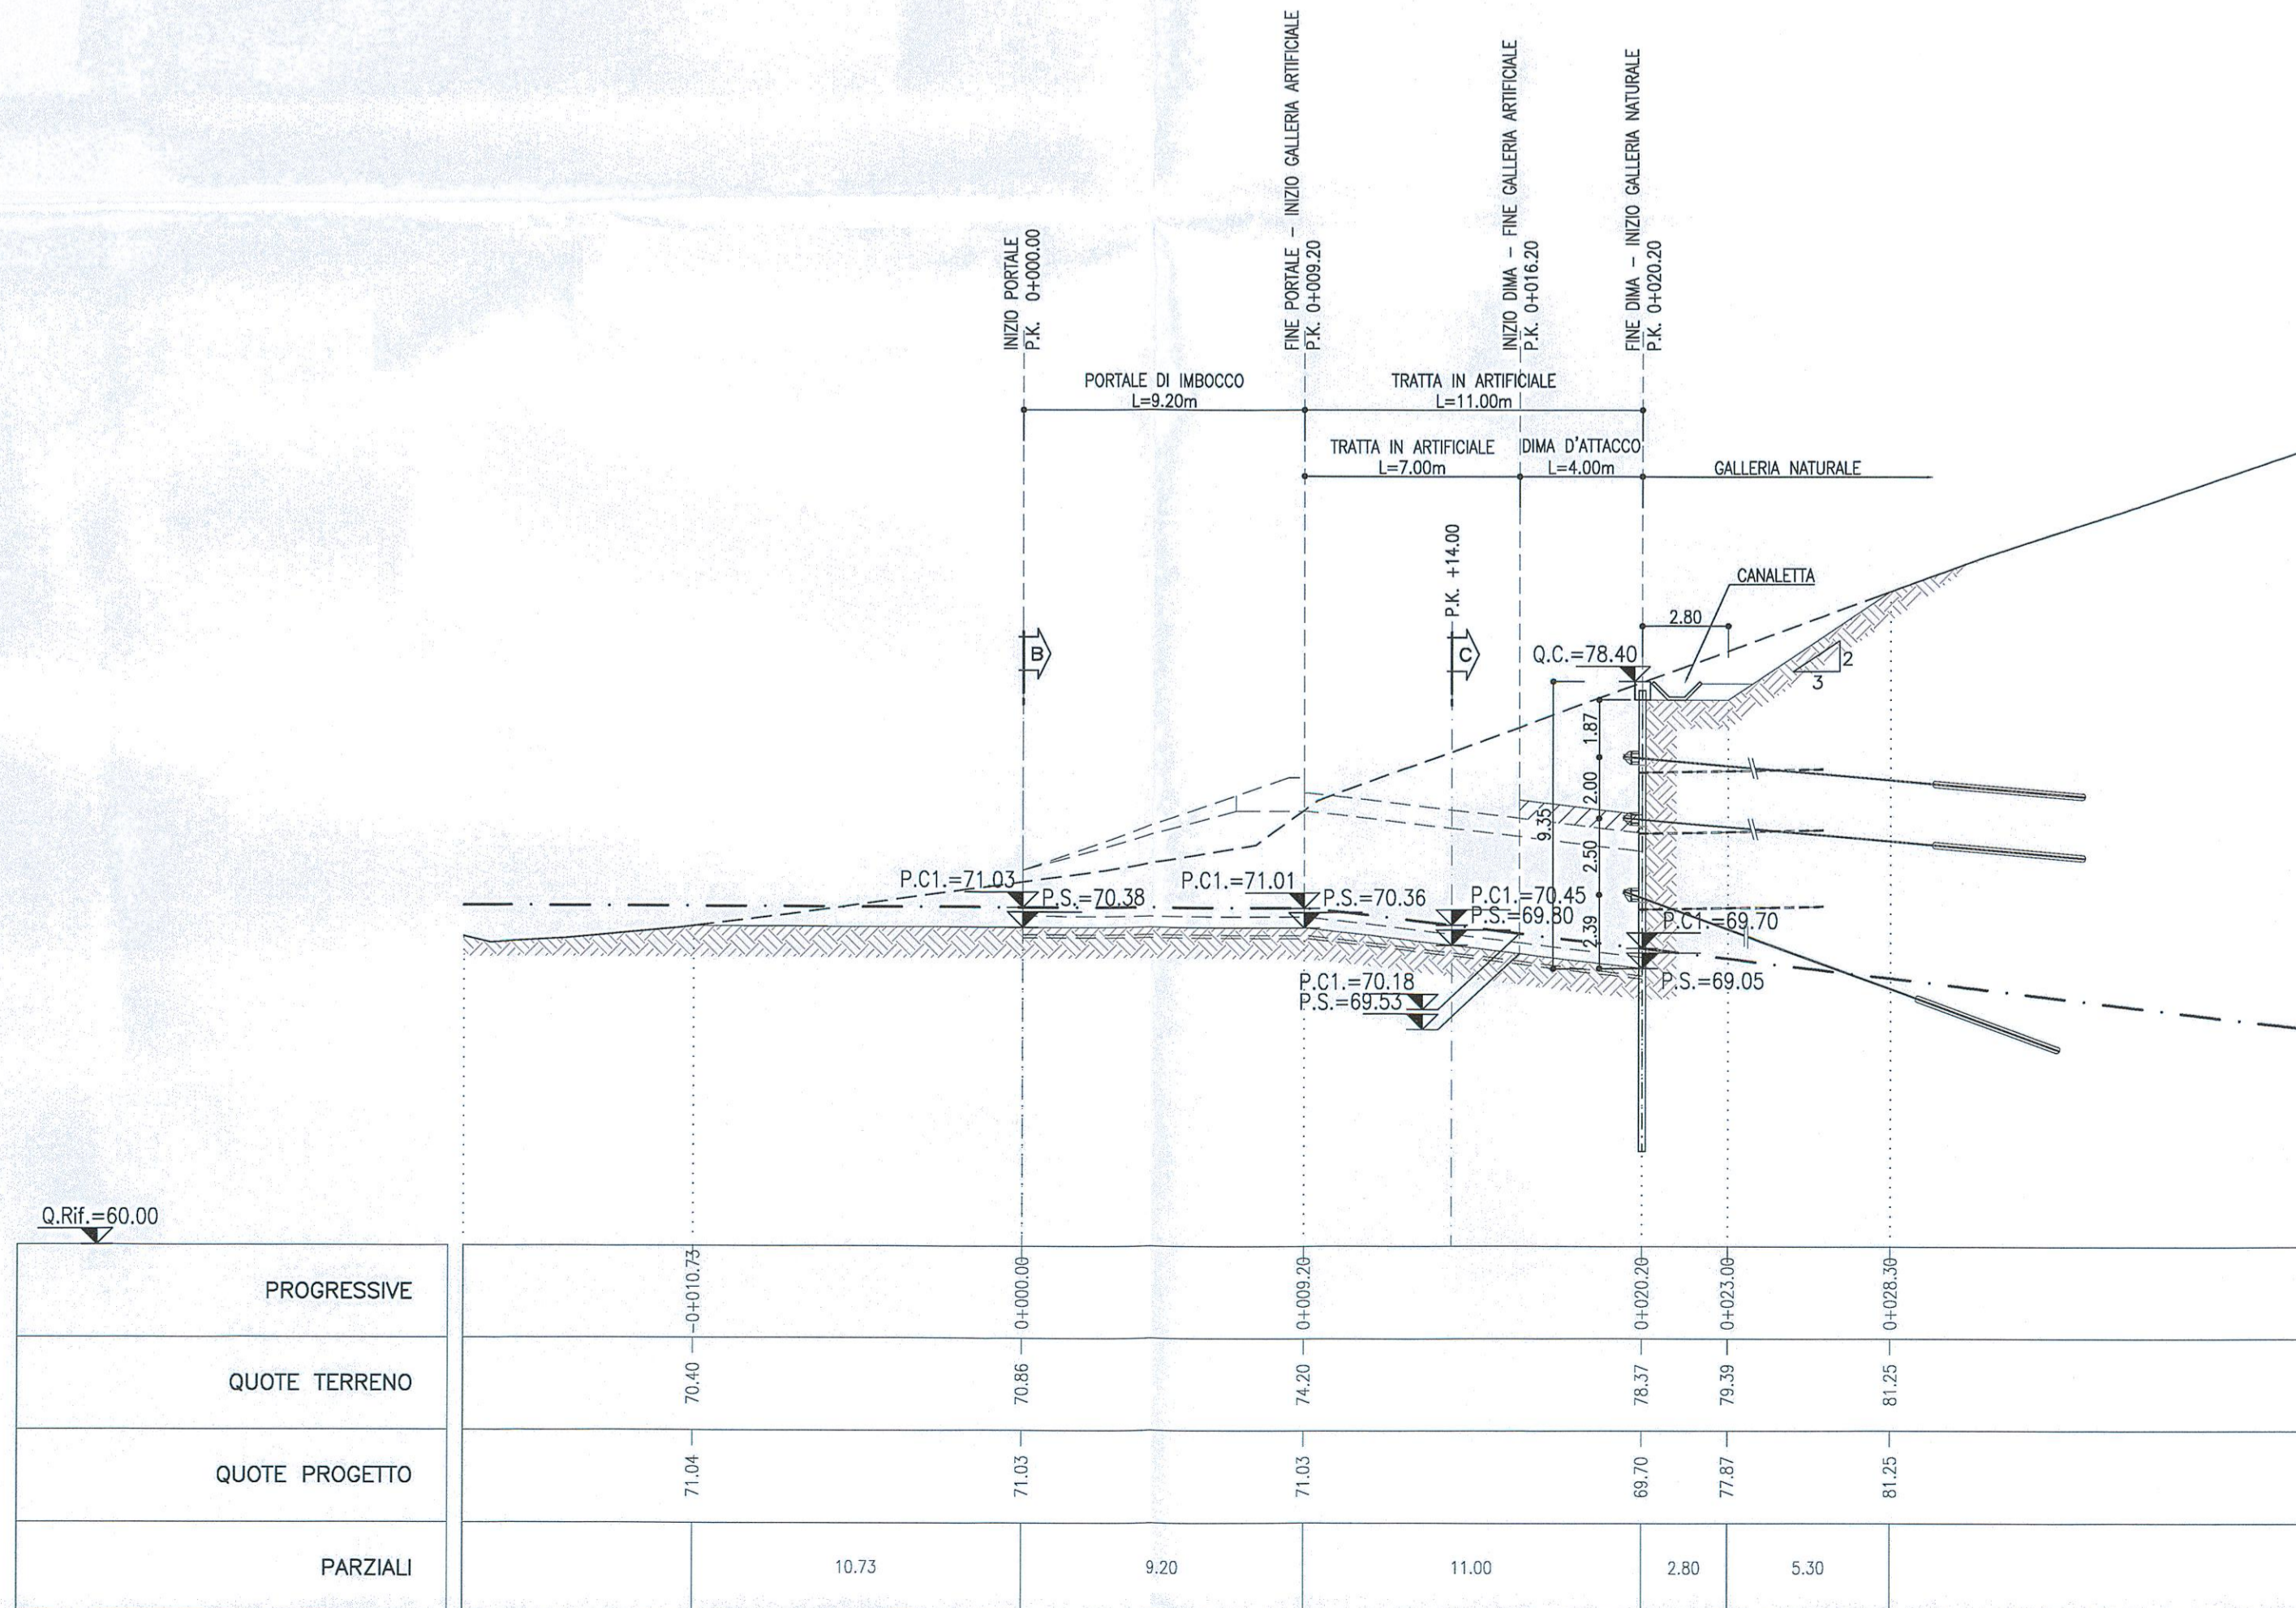 INIZIO PORTALE
P.K. 0+000.00
FINE PORTALE - INIZIO GALLERIA ARTIFICIALE
P.K. 0+009.20
INIZIO DIMA - FINE GALLERIA ARTIFICIALE
P.K. 0+016.20
FINE DIMA - INIZIO GALLERIA NATURALE
P.K. 0+020.20
PORTALE DI IMBOCCO
L=9.20m
TRATTA IN ARTIFICIALE
L=11.00m
TRATTA IN ARTIFICIALE
L=7.00m
DIMA D'ATTACCO
L=4.00m
GALLERIA NATURALE
P.K. +14.00
CANALETTA
2.80
B
C
Q.C.=78.40
2
3
1.87
2.00
9.35
2.50
2.39
P.C1.=71.03
P.S.=70.38
P.C1.=71.01
P.S.=70.36
P.C1.=70.45
P.S.=69.80
P.C1.=69.70
P.S.=69.05
P.C1.=70.18
P.S.=69.53
Q.Rif.=60.00
PROGRESSIVE
-0+010.73
0+000.00
0+009.20
0+020.20
0+023.00
0+028.30
QUOTE TERRENO
70.40
70.86
74.20
78.37
79.39
81.25
QUOTE PROGETTO
71.04
71.03
71.03
69.70
77.87
81.25
PARZIALI
10.73
9.20
11.00
2.80
5.30